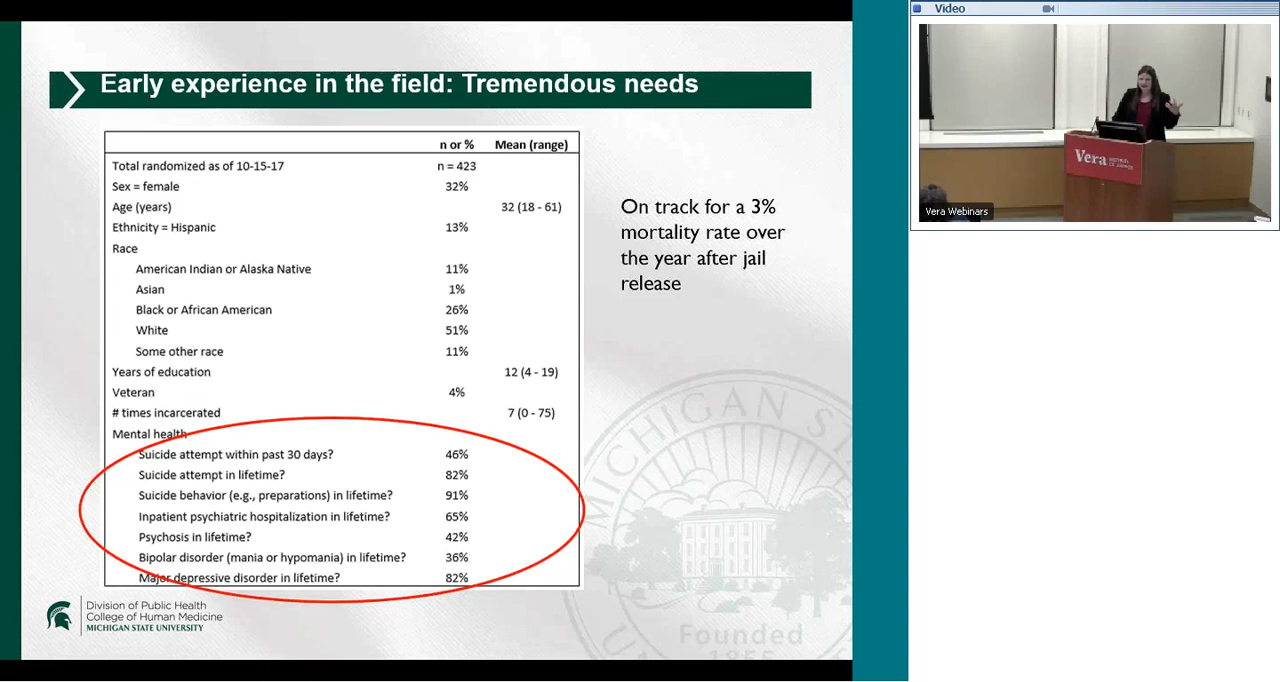 Early experience in the field: Tremendous needs
n or % Mean (range)
Total randomized as of 10-15-17 n = 423
Sex = female 32%
Age (years) 32 (18 - 61)
Ethnicity = Hispanic 13%
Race
American Indian or Alaska Native 11%
Asian 1%
Black or African American 26%
White 51%
Some other race 11%
Years of education 12 (4 - 19)
Veteran 4%
# times incarcerated 7 (0 - 75)
Mental health
Suicide attempt within past 30 days? 46%
Suicide attempt in lifetime? 82%
Suicide behavior (e.g., preparations) in lifetime? 91%
Inpatient psychiatric hospitalization in lifetime? 65%
Psychosis in lifetime? 42%
Bipolar disorder (mania or hypomania) in lifetime? 36%
Major depressive disorder in lifetime? 82%
On track for a 3%
mortality rate over
the year after jail
release
MICHIGAN
Founded
1855
Division of Public Health
College of Human Medicine
MICHIGAN STATE UNIVERSITY
Video
Vera INSTITUTE
OF JUSTICE
Vera Webinars